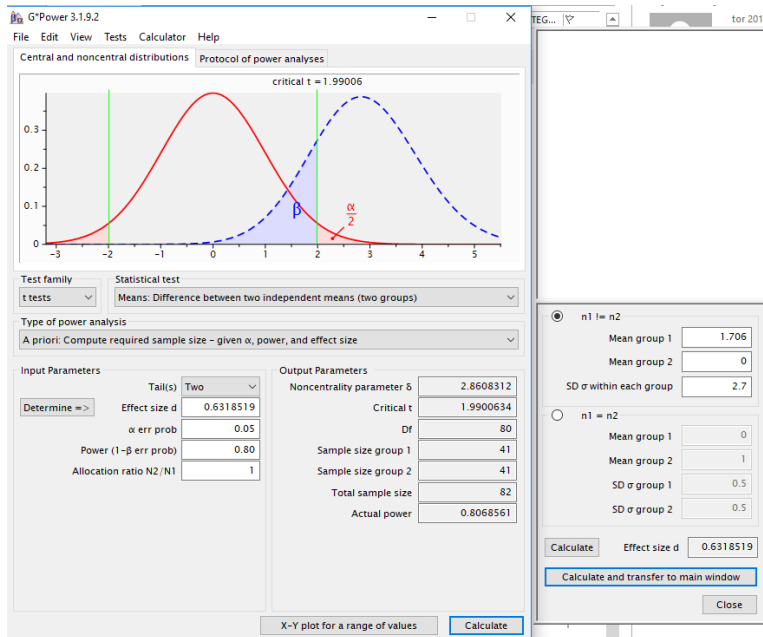 G*Power 3.1.9.2
File Edit View Tests Calculator Help
Central and noncentral distributions Protocol of power analyses
critical t = 1.99006
0.3
0.2
0.1
0
-3 -2 -1 0 1 2 3 4 5
β
α
2
Test family
t tests
Statistical test
Means: Difference between two independent means (two groups)
Type of power analysis
A priori: Compute required sample size - given α, power, and effect size
Input Parameters
Tail(s) Two
Determine => Effect size d 0.6318519
α err prob 0.05
Power (1-β err prob) 0.80
Allocation ratio N2/N1 1
Output Parameters
Noncentrality parameter δ 2.8608312
Critical t 1.9900634
Df 80
Sample size group 1 41
Sample size group 2 41
Total sample size 82
Actual power 0.8068561
X-Y plot for a range of values Calculate
TEG...
tor 201
n1 != n2
Mean group 1 1.706
Mean group 2 0
SD σ within each group 2.7
n1 = n2
Mean group 1 0
Mean group 2 1
SD σ group 1 0.5
SD σ group 2 0.5
Calculate Effect size d 0.6318519
Calculate and transfer to main window
Close